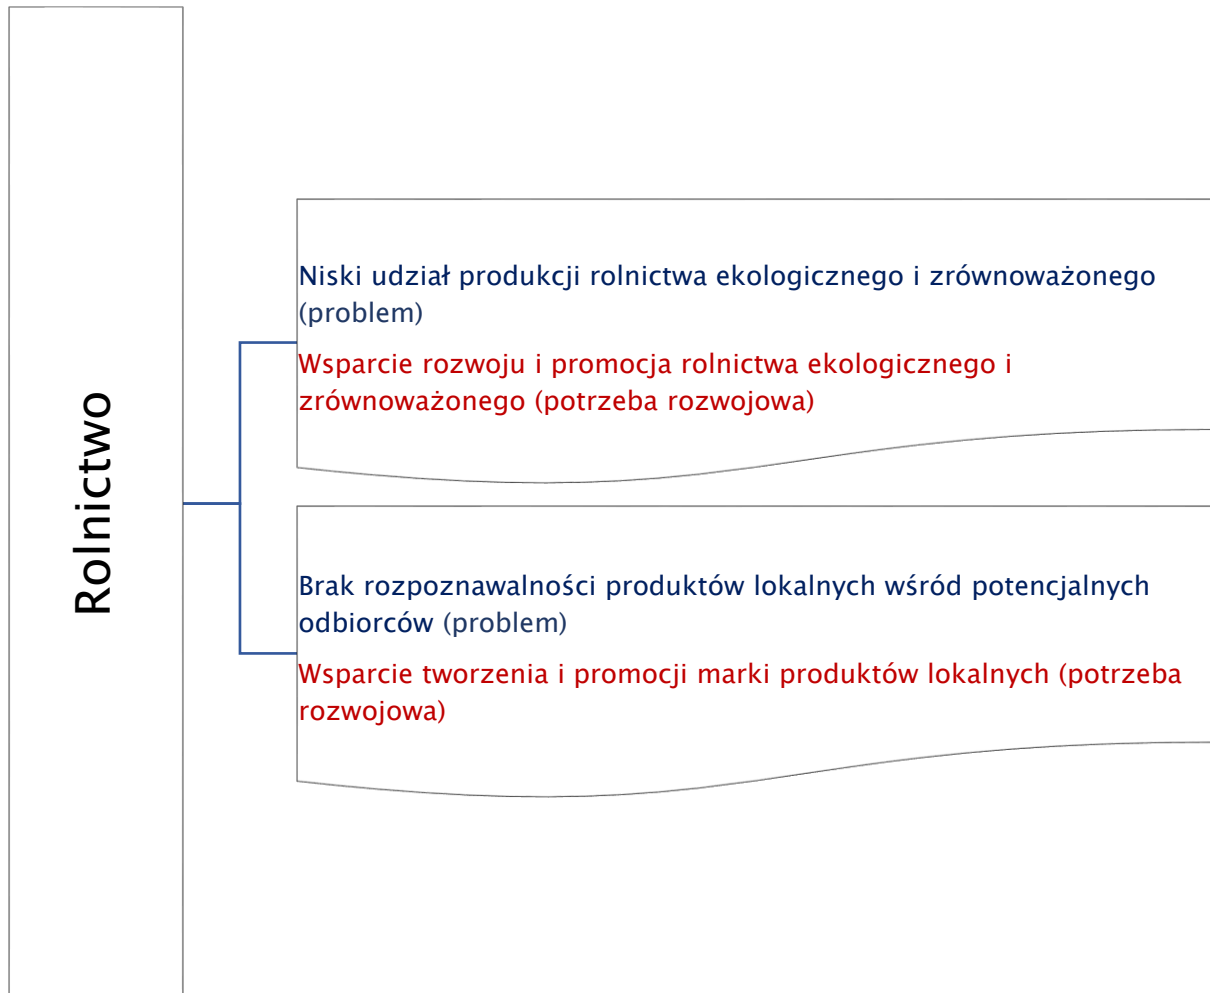 Rolnictwo
Niski udział produkcji rolnictwa ekologicznego i zrównoważonego
(problem)
Wsparcie rozwoju i promocja rolnictwa ekologicznego i
zrównoważonego (potrzeba rozwojowa)
Brak rozpoznawalności produktów lokalnych wśród potencjalnych
odbiorców (problem)
Wsparcie tworzenia i promocji marki produktów lokalnych (potrzeba
rozwojowa)